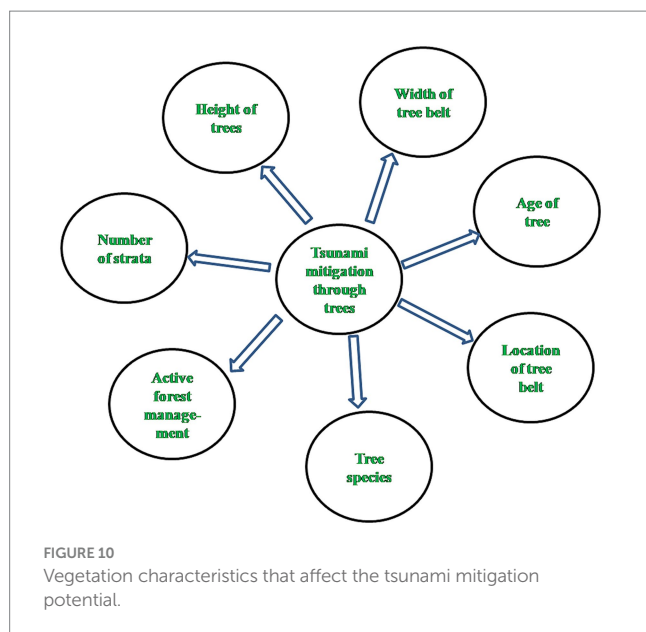 Height of
trees
Width of
tree belt
Age of
tree
Number
of strata
Tsunami
mitigation
through
trees
Location
of tree
belt
Active
forest
manage-
ment
Tree
species
FIGURE 10
Vegetation characteristics that affect the tsunami mitigation
potential.